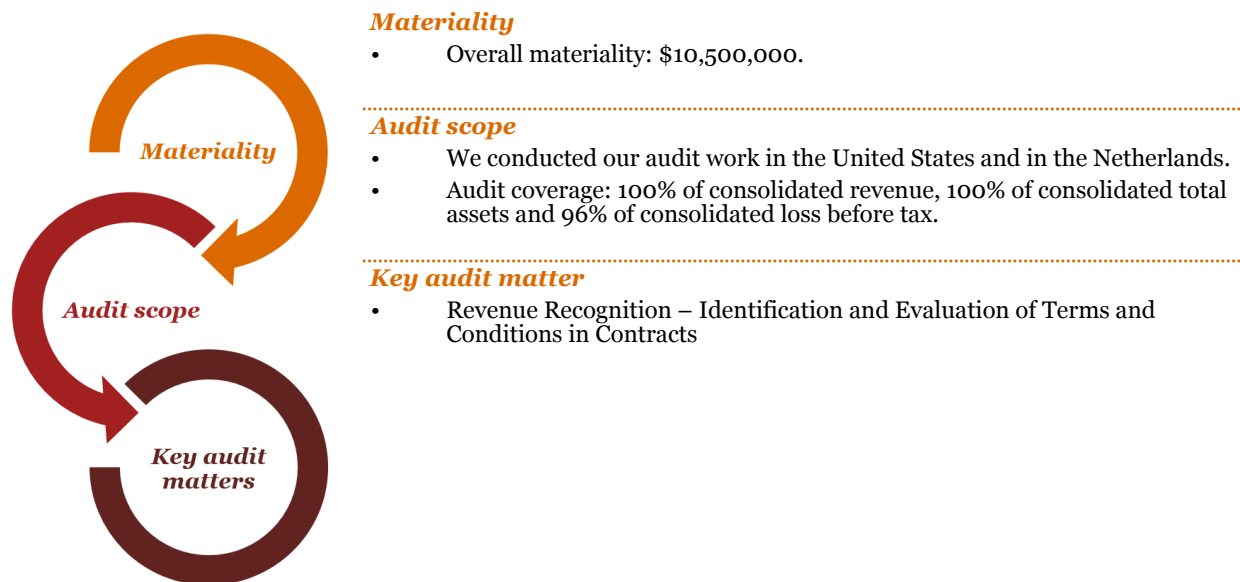 Materiality
• Overall materiality: $10,500,000.
Audit scope
• We conducted our audit work in the United States and in the Netherlands.
• Audit coverage: 100% of consolidated revenue, 100% of consolidated total
assets and 96% of consolidated loss before tax.
Key audit matter
• Revenue Recognition – Identification and Evaluation of Terms and
Conditions in Contracts
Materiality
Audit scope
Key audit
matters